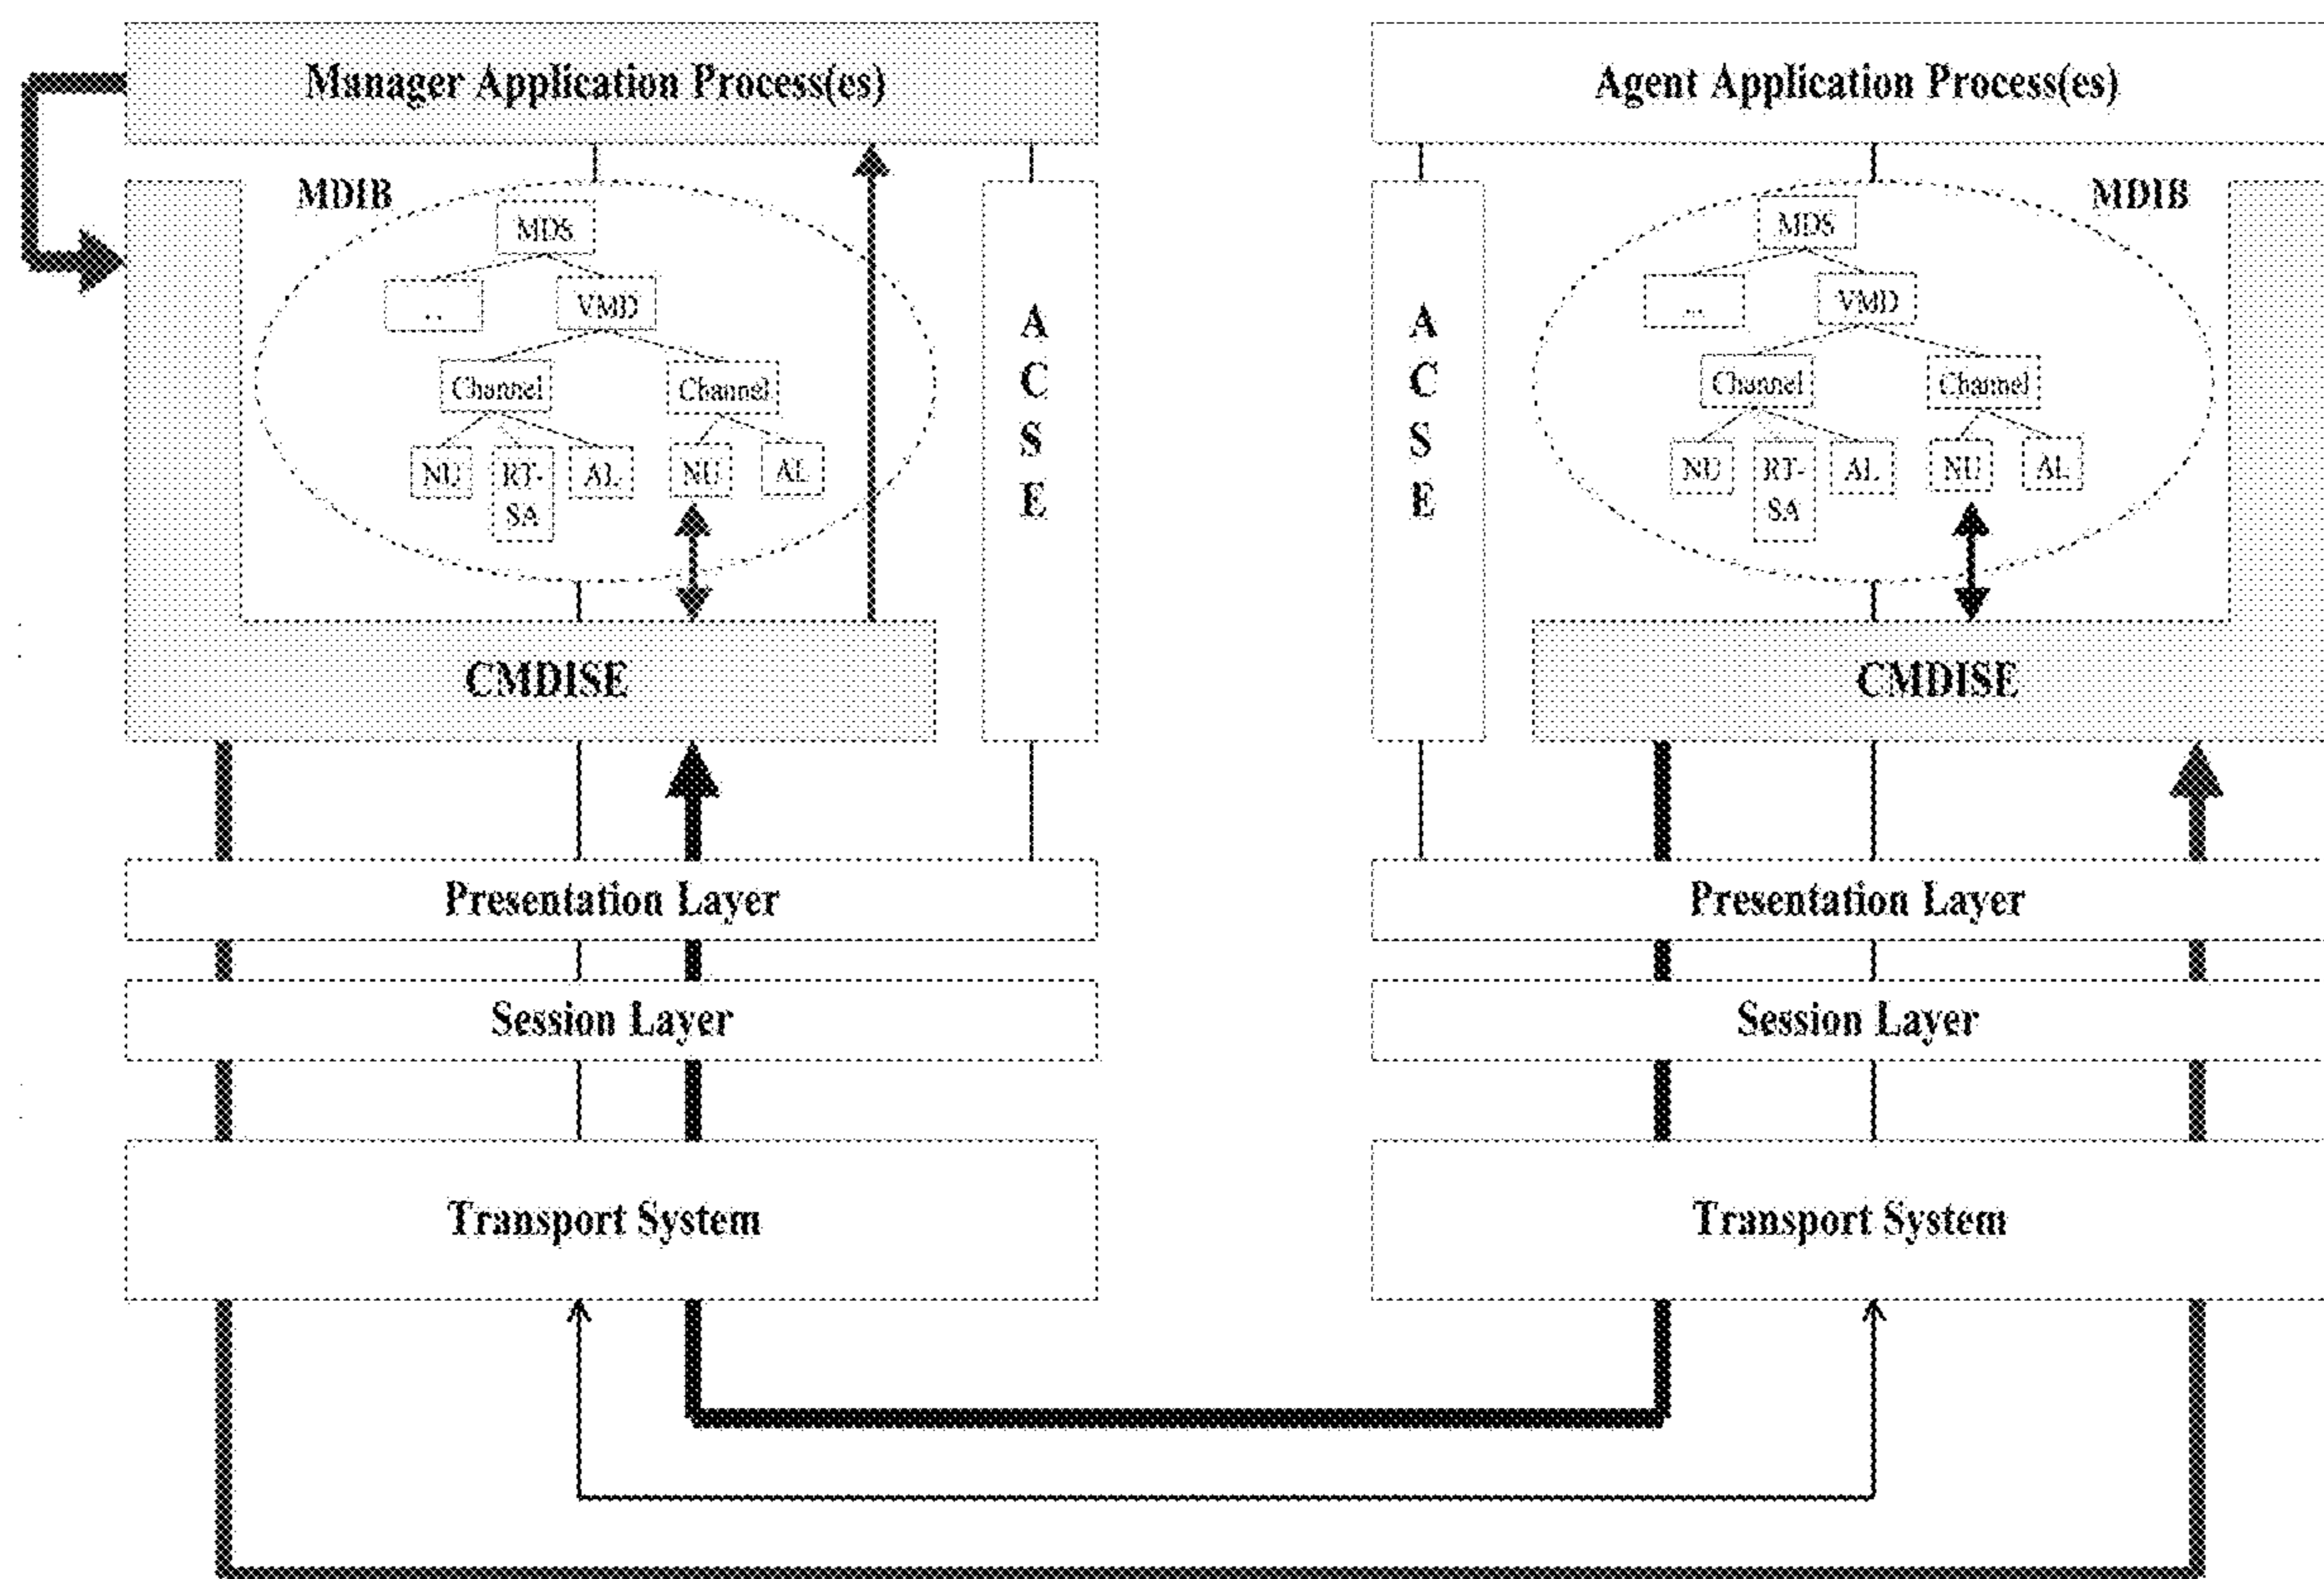 Manager Application Process(es)
MDIB
MDS
..
VMD
Channel
Channel
NU
RT-
SA
AL
NU
AL
A
C
S
E
CMDISE
Presentation Layer
Session Layer
Transport System
Agent Application Process(es)
A
C
S
E
MDIB
MDS
...
VMD
Channel
Channel
NU
RT-
SA
AL
NU
AL
CMDISE
Presentation Layer
Session Layer
Transport System